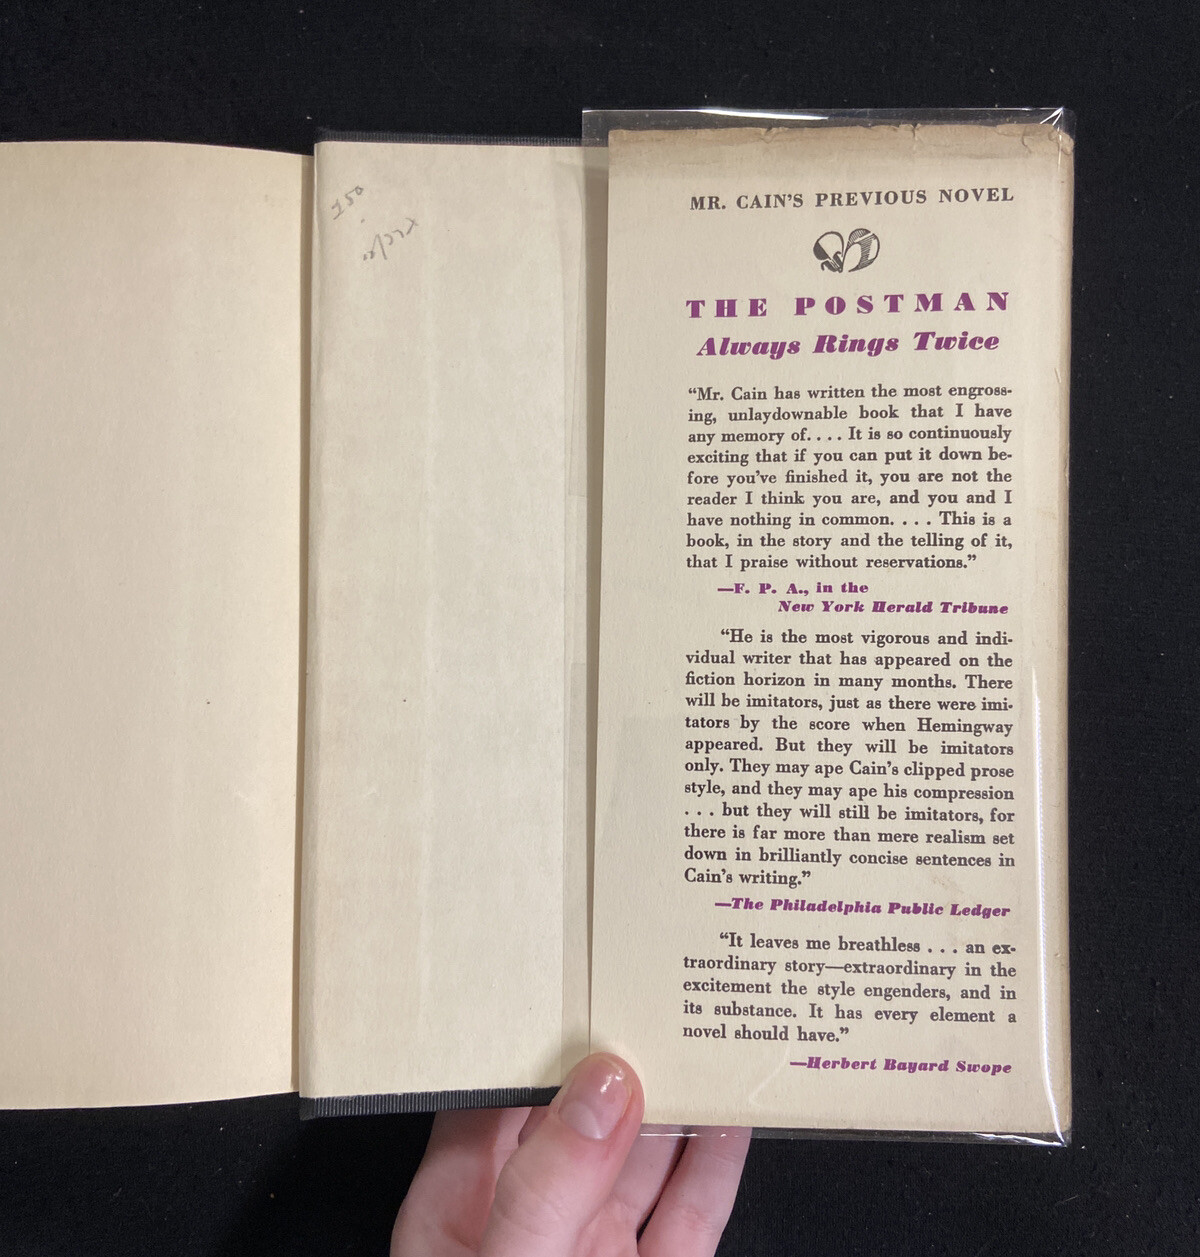 750
MR. CAIN'S PREVIOUS NOVEL
THE POSTMAN
Always Rings Twice
“Mr. Cain has written the most engross-
ing, unlaydownable book that I have
any memory of. . . . It is so continuously
exciting that if you can put it down be-
fore you've finished it, you are not the
reader I think you are, and you and I
have nothing in common. . . . This is a
book, in the story and the telling of it,
that I praise without reservations.”
—F. P. A., in the
New York Herald Tribune
“He is the most vigorous and indi-
vidual writer that has appeared on the
fiction horizon in many months. There
will be imitators, just as there were imi-
tators by the score when Hemingway
appeared. But they will be imitators
only. They may ape Cain's clipped prose
style, and they may ape his compression
. . . but they will still be imitators, for
there is far more than mere realism set
down in brilliantly concise sentences in
Cain's writing.”
—The Philadelphia Public Ledger
“It leaves me breathless . . . an ex-
traordinary story—extraordinary in the
excitement the style engenders, and in
its substance. It has every element a
novel should have.”
—Herbert Bayard Swope